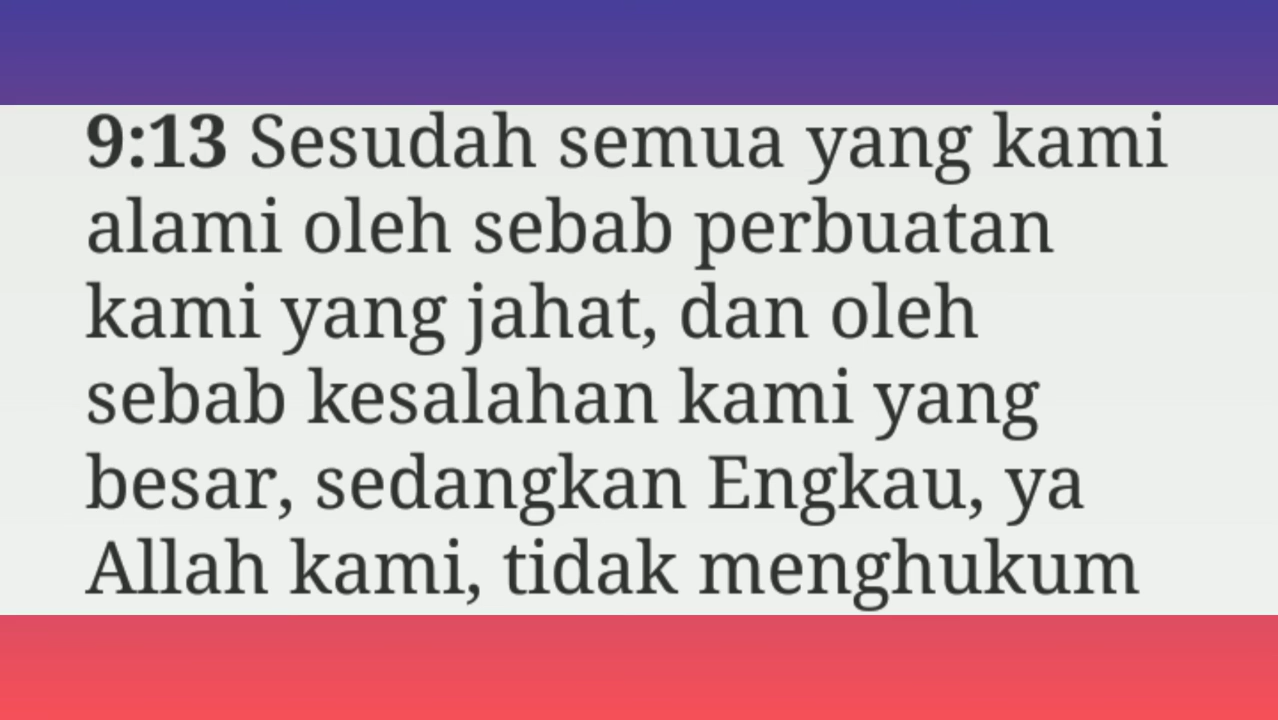 9:13 Sesudah semua yang kami
alami oleh sebab perbuatan
kami yang jahat, dan oleh
sebab kesalahan kami yang
besar, sedangkan Engkau, ya
Allah kami, tidak menghukum